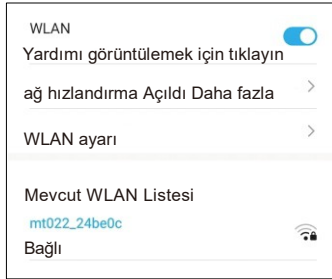 WLAN
Yardımı görüntülemek için tıklayın
ağ hızlandırma Açıldı Daha fazla
WLAN ayarı
Mevcut WLAN Listesi
mt022_24be0c
Bağlı